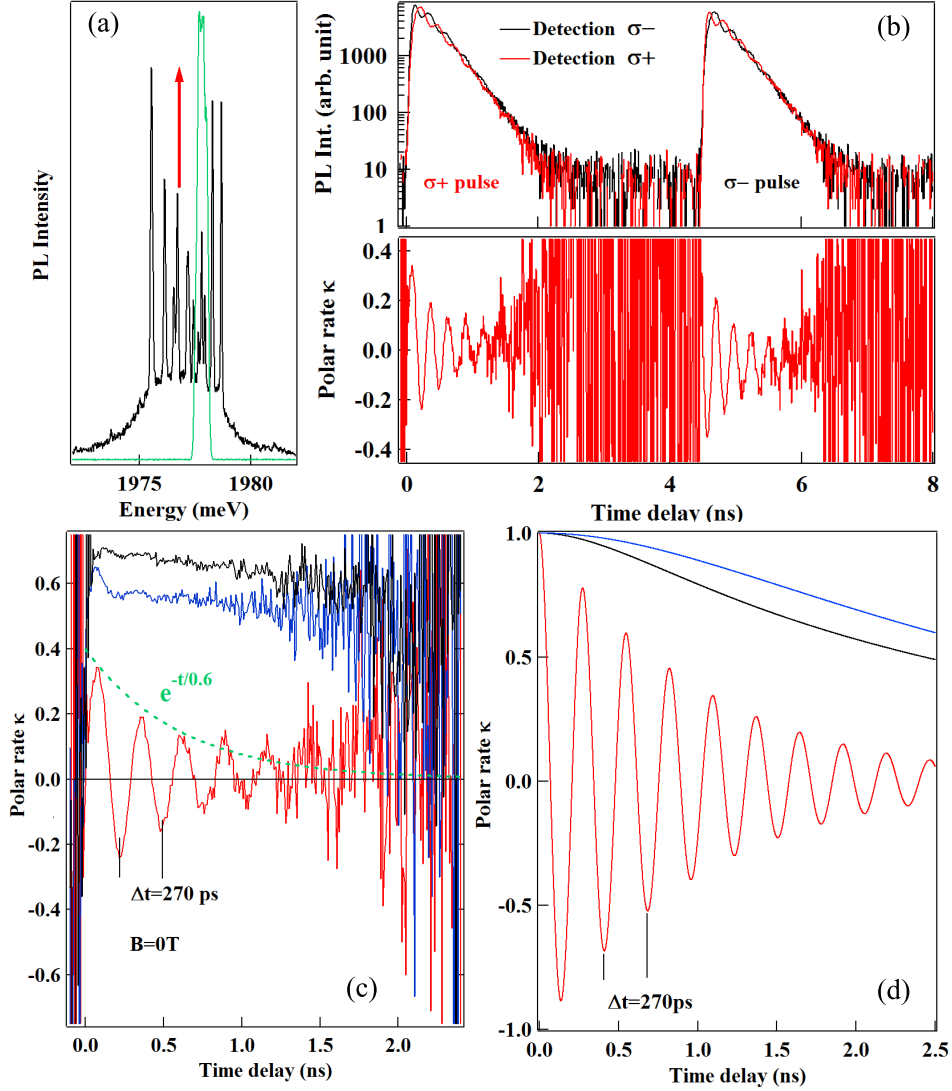 (a)
PL Intensity
1975
1980
Energy (meV)
(b)
Detection σ−
Detection σ+
PL Int. (arb. unit)
1000
100
10
1
σ+ pulse
σ− pulse
Polar rate κ
0.4
0.2
0.0
-0.2
-0.4
0
2
4
6
8
Time delay (ns)
(c)
Polar rate κ
0.6
0.4
0.2
0.0
-0.2
-0.4
-0.6
e^-t/0.6
Δt=270 ps
B=0T
0.0
0.5
1.0
1.5
2.0
Time delay (ns)
(d)
Polar rate κ
1.0
0.5
0.0
-0.5
-1.0
Δt=270ps
0.0
0.5
1.0
1.5
2.0
2.5
Time delay (ns)